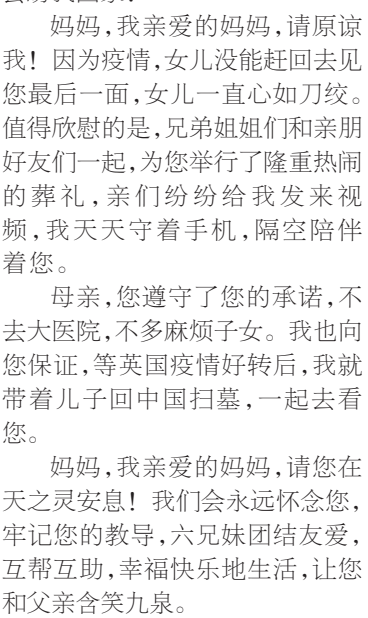 妈妈,我亲爱的妈妈,请原谅
我！因为疫情,女儿没能赶回去见
您最后一面,女儿一直心如刀绞。
值得欣慰的是,兄弟姐姐们和亲朋
好友们一起,为您举行了隆重热闹
的葬礼,亲们纷纷给我发来视
频,我天天守着手机,隔空陪伴
着您。
母亲,您遵守了您的承诺,不
去大医院,不多麻烦子女。我也向
您保证,等英国疫情好转后,我就
带着儿子回中国扫墓,一起去看
您。
妈妈,我亲爱的妈妈,请您在
天之灵安息！我们会永远怀念您,
牢记您的教导,六兄妹团结友爱,
互帮互助,幸福快乐地生活,让您
和父亲含笑九泉。